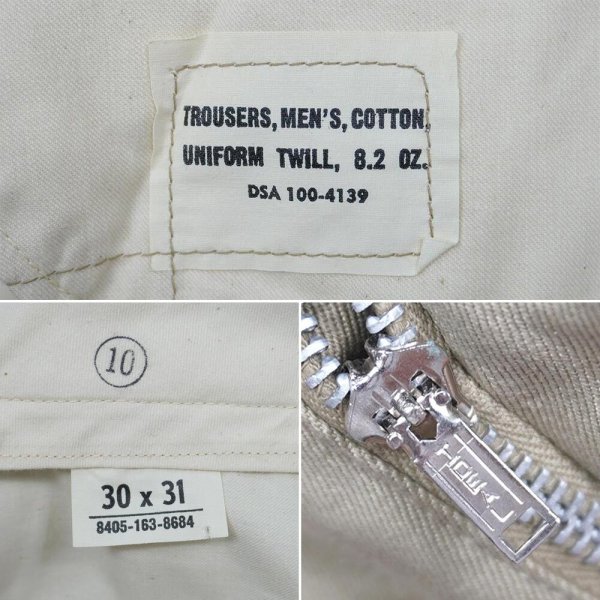 TROUSERS, MEN'S, COTTON,
UNIFORM TWILL, 8.2 OZ.
DSA 100-4139
10
30 x 31
8405-163-8684